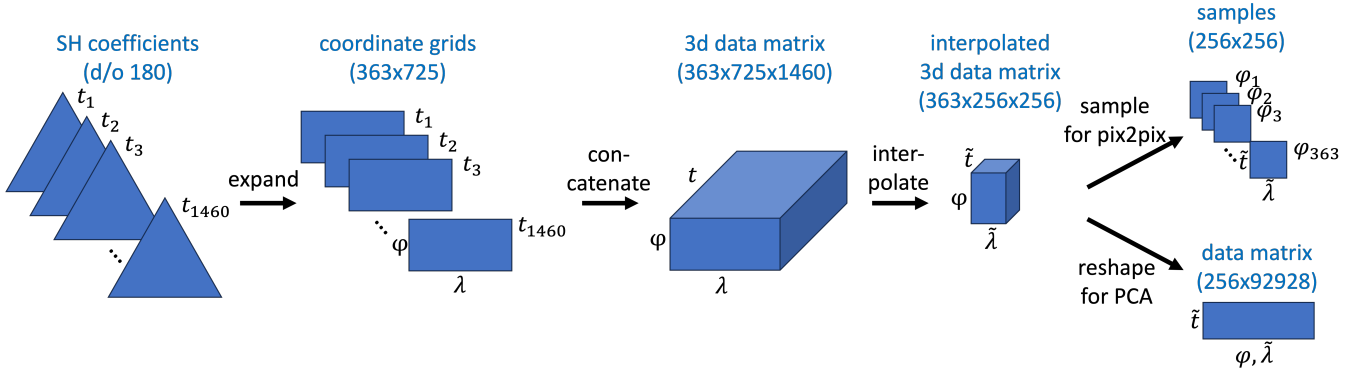 SH coefficients
(d/o 180)
t₁
t₂
t₃
t₁₄₆₀
⋱
expand
coordinate grids
(363x725)
t₁
t₂
t₃
t₁₄₆₀
⋱
φ
λ
con-
catenate
3d data matrix
(363x725x1460)
t
φ
λ
inter-
polate
interpolated
3d data matrix
(363x256x256)
t̃
φ
λ̃
sample
for pix2pix
samples
(256x256)
φ₁
φ₂
φ₃
⋱
t̃
φ₃₆₃
λ̃
reshape
for PCA
data matrix
(256x92928)
t̃
φ, λ̃